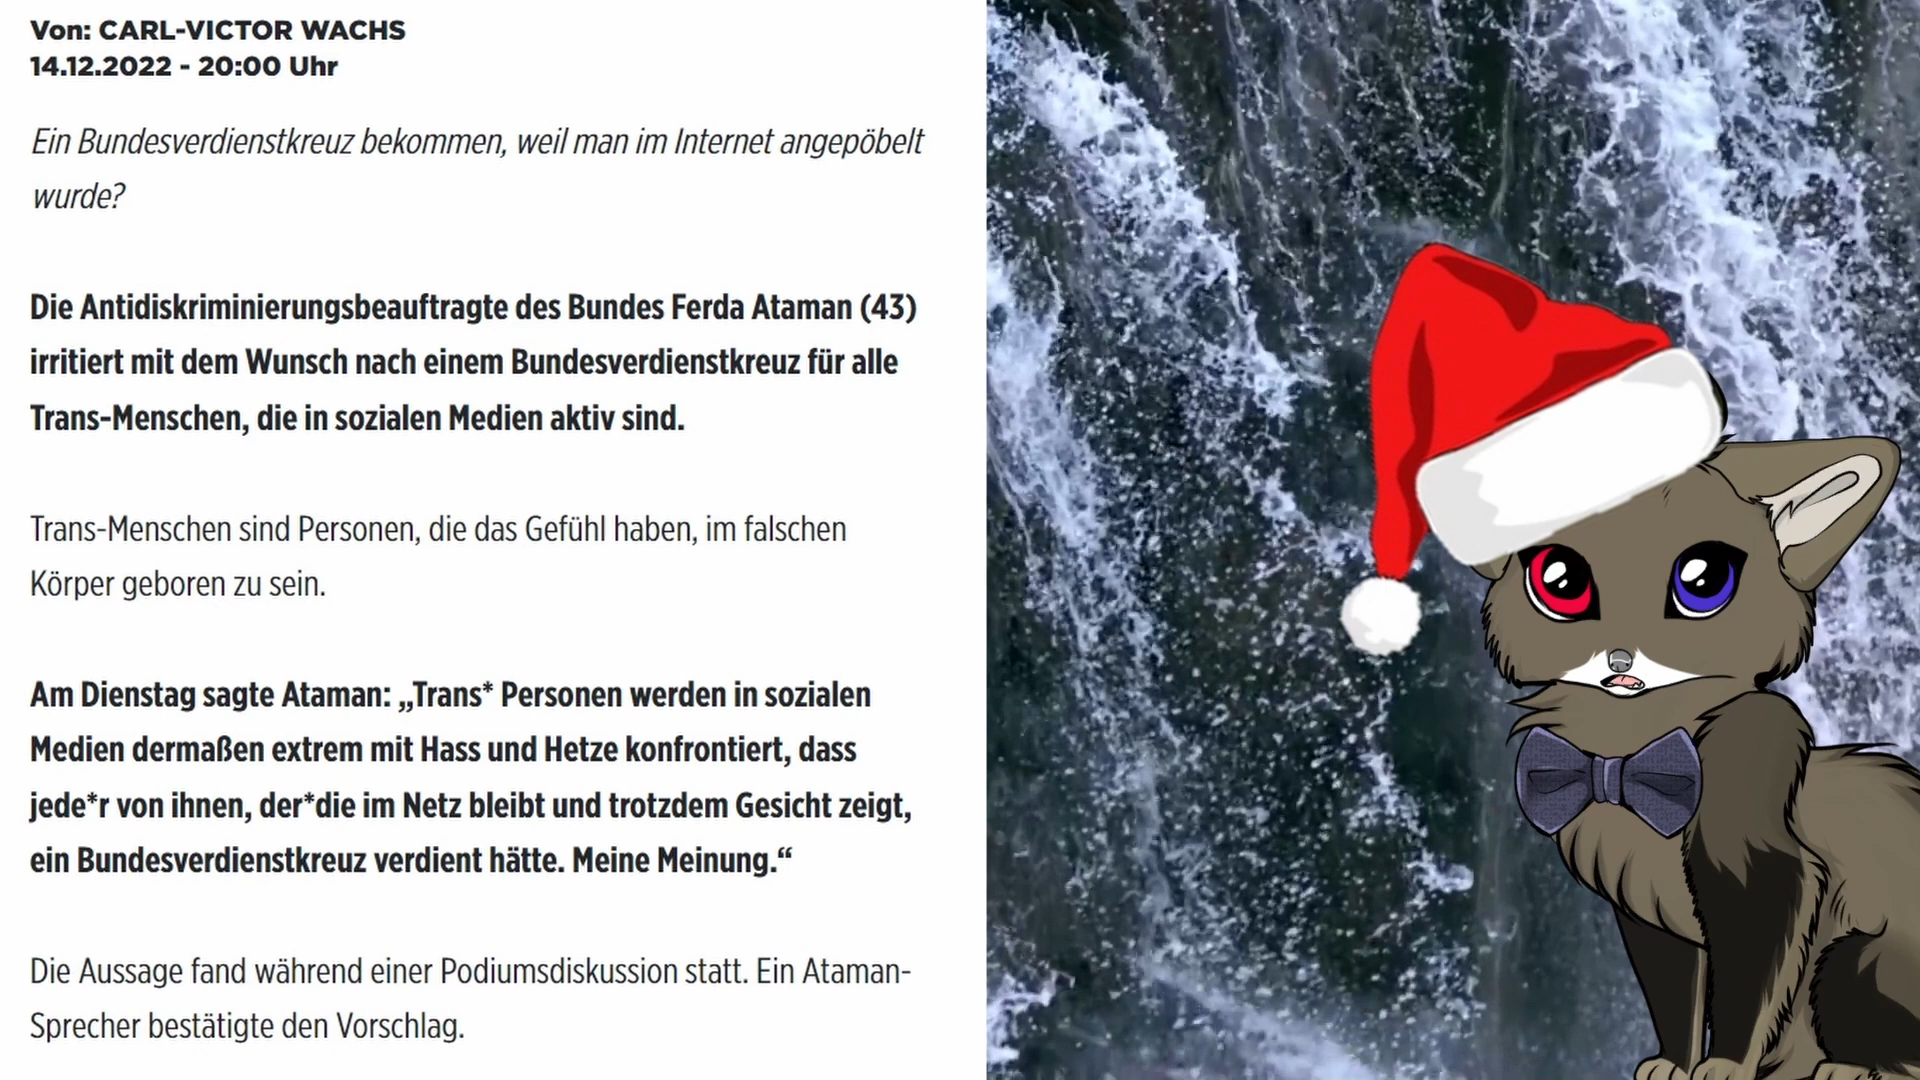 Von: CARL-VICTOR WACHS
14.12.2022 - 20:00 Uhr
Ein Bundesverdienstkreuz bekommen, weil man im Internet angepöbelt
wurde?
Die Antidiskriminierungsbeauftragte des Bundes Ferda Ataman (43)
irritiert mit dem Wunsch nach einem Bundesverdienstkreuz für alle
Trans-Menschen, die in sozialen Medien aktiv sind.
Trans-Menschen sind Personen, die das Gefühl haben, im falschen
Körper geboren zu sein.
Am Dienstag sagte Ataman: „Trans* Personen werden in sozialen
Medien dermaßen extrem mit Hass und Hetze konfrontiert, dass
jede*r von ihnen, der*die im Netz bleibt und trotzdem Gesicht zeigt,
ein Bundesverdienstkreuz verdient hätte. Meine Meinung.“
Die Aussage fand während einer Podiumsdiskussion statt. Ein Ataman-
Sprecher bestätigte den Vorschlag.